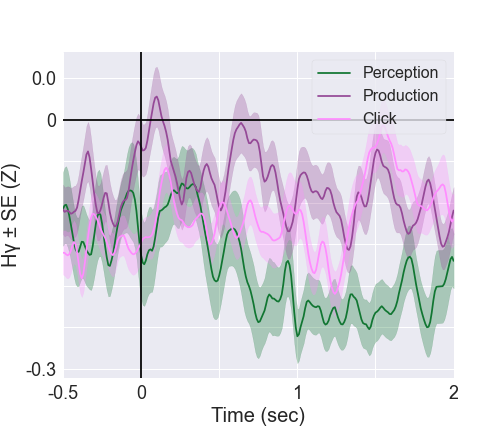 0.0
Perception
Production
0
Click
Hγ ± SE (Z)
-0.3
-0.5
0
1
2
Time (sec)